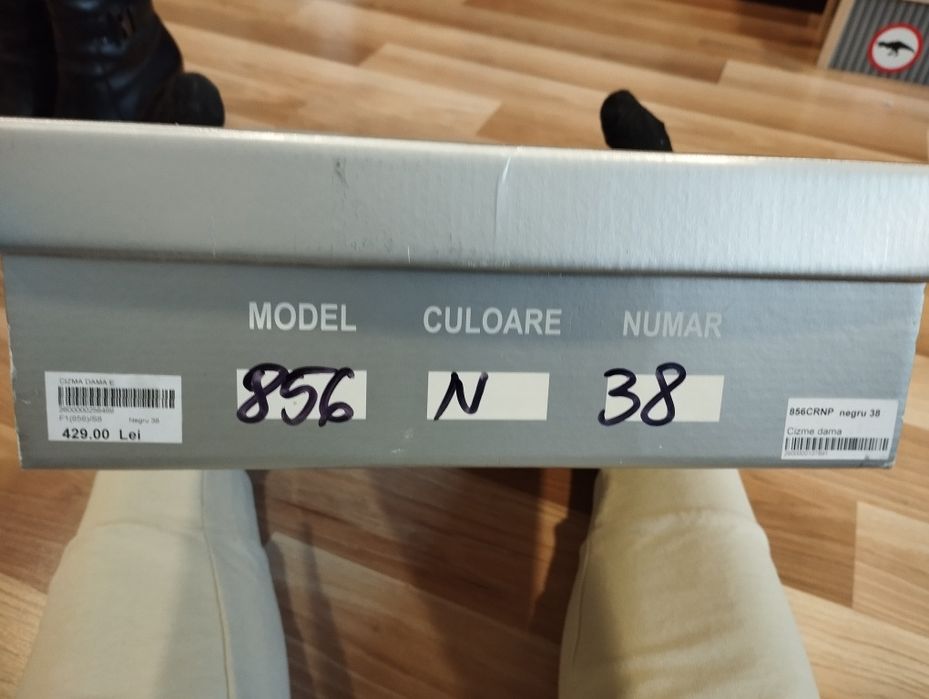 MODEL CULOARE NUMAR
856 N 38
CIZMA DAMA E
Negru 38
429.00 Lei
856CRNP negru 38
Cizme dama